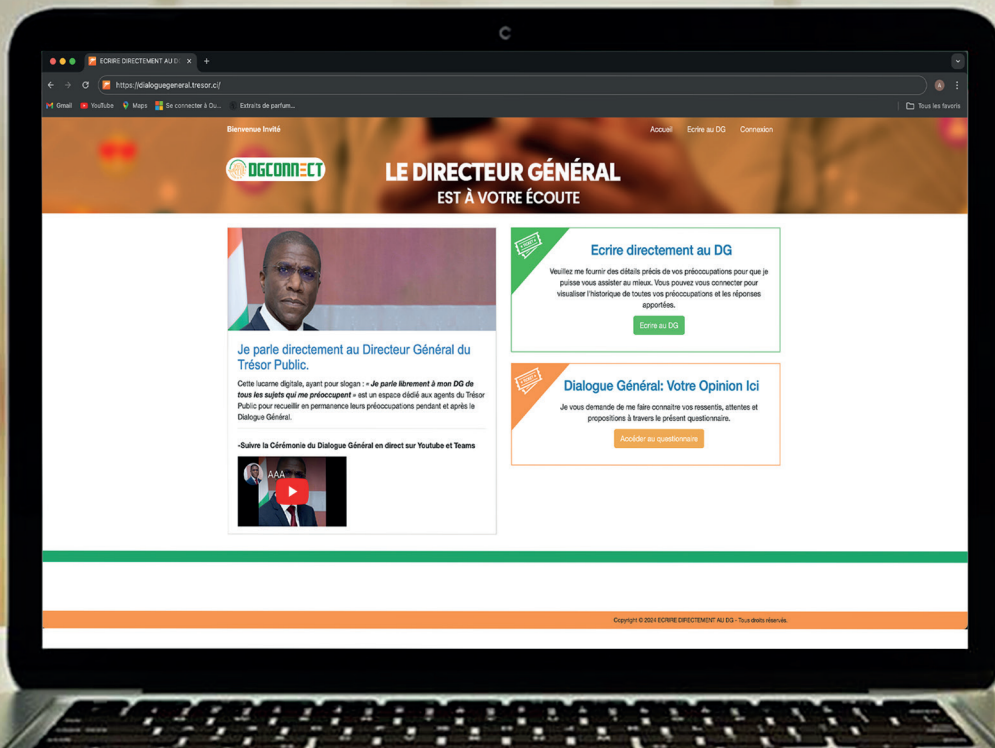 ECRIRE DIRECTEMENT AU DG
https://dialoguegeneral.tresor.ci/
Gmail YouTube Maps Se connecter à Ou... Extraits de parfum... Tous les favoris
Bienvenue Invité Accueil Ecrire au DG Connexion
DGCONNECT
LE DIRECTEUR GÉNÉRAL
EST À VOTRE ÉCOUTE
Je parle directement au Directeur Général du
Trésor Public.
Cette lucarne digitale, ayant pour slogan : « Je parle librement à mon DG de
tous les sujets qui me préoccupent » est un espace dédié aux agents du Trésor
Public pour recueillir en permanence leurs préoccupations pendant et après le
Dialogue Général.
-Suivre la Cérémonie du Dialogue Général en direct sur Youtube et Teams
AAA
Ecrire directement au DG
Veuillez me fournir des détails précis de vos préoccupations pour que je
puisse vous assister au mieux. Vous pouvez vous connecter pour
visualiser l'historique de toutes vos préoccupations et les réponses
apportées.
Ecrire au DG
Dialogue Général: Votre Opinion Ici
Je vous demande de me faire connaitre vos ressentis, attentes et
propositions à travers le présent questionnaire.
Accéder au questionnaire
Copyright © 2024 ECRIRE DIRECTEMENT AU DG - Tous droits réservés.